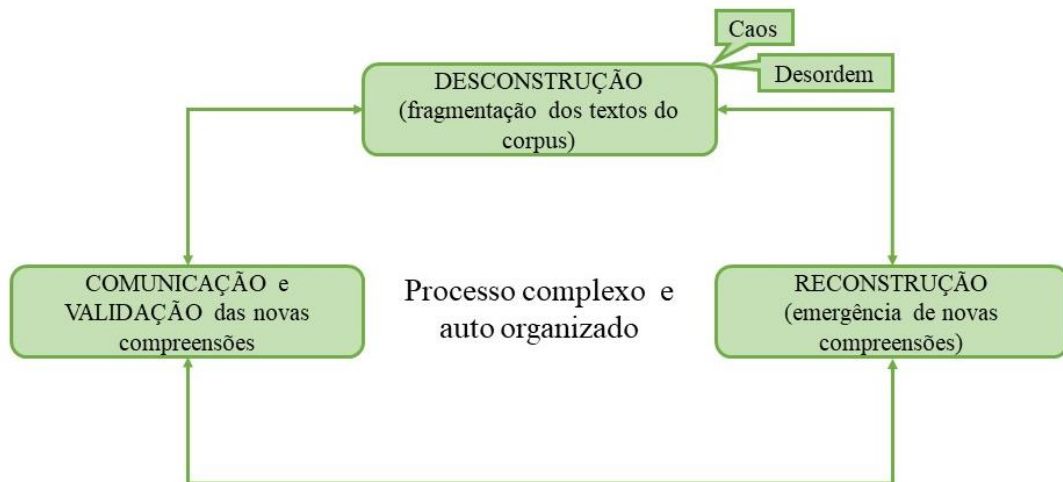 Caos
Desordem
DESCONSTRUÇÃO
(fragmentação dos textos do
corpus)
COMUNICAÇÃO e
VALIDAÇÃO das novas
compreensões
Processo complexo e
auto organizado
RECONSTRUÇÃO
(emergência de novas
compreensões)